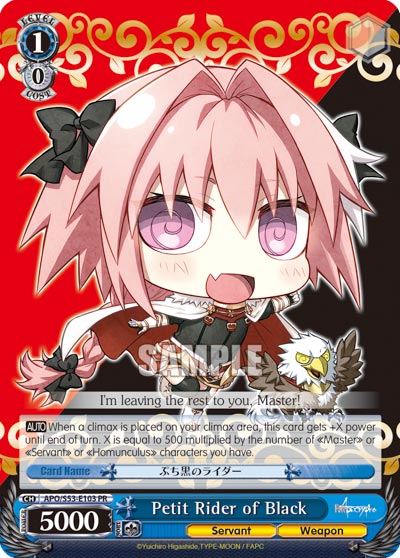 LEVEL
1
0
COST
SAMPLE
I'm leaving the rest to you, Master!
AUTO When a climax is placed on your climax area, this card gets +X power
until end of turn. X is equal to 500 multiplied by the number of «Master» or
«Servant» or «Homunculus» characters you have.
Card Name ぷち黒のライダー
CH APO/S53-E103 PR
POWER 5000 Petit Rider of Black Apocrypha
Servant Weapon
©Yuichiro Higashide,TYPE-MOON / FAPC